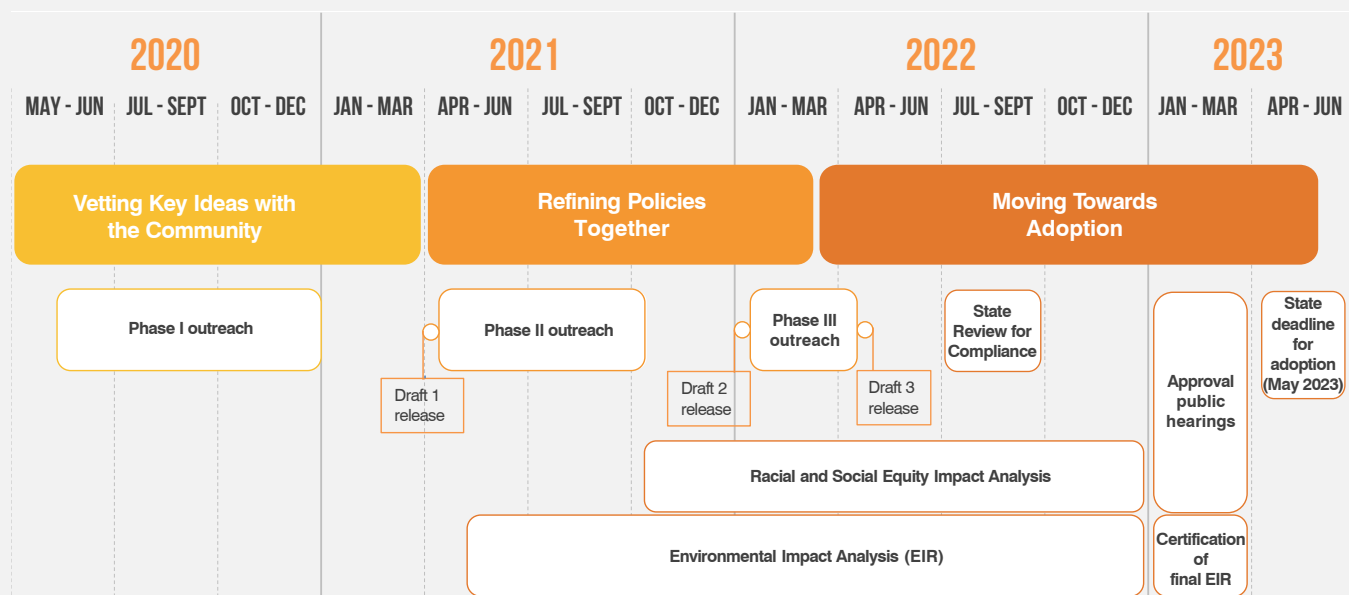 2020
2021
2022
2023
MAY - JUN
JUL - SEPT
OCT - DEC
JAN - MAR
APR - JUN
JUL - SEPT
OCT - DEC
JAN - MAR
APR - JUN
JUL - SEPT
OCT - DEC
JAN - MAR
APR - JUN
Vetting Key Ideas with
the Community
Refining Policies
Together
Moving Towards
Adoption
Phase I outreach
Phase II outreach
Phase III
outreach
State
Review for
Compliance
State
deadline
for
adoption
(May 2023)
Draft 1
release
Draft 2
release
Draft 3
release
Approval
public
hearings
Racial and Social Equity Impact Analysis
Environmental Impact Analysis (EIR)
Certification
of
final EIR